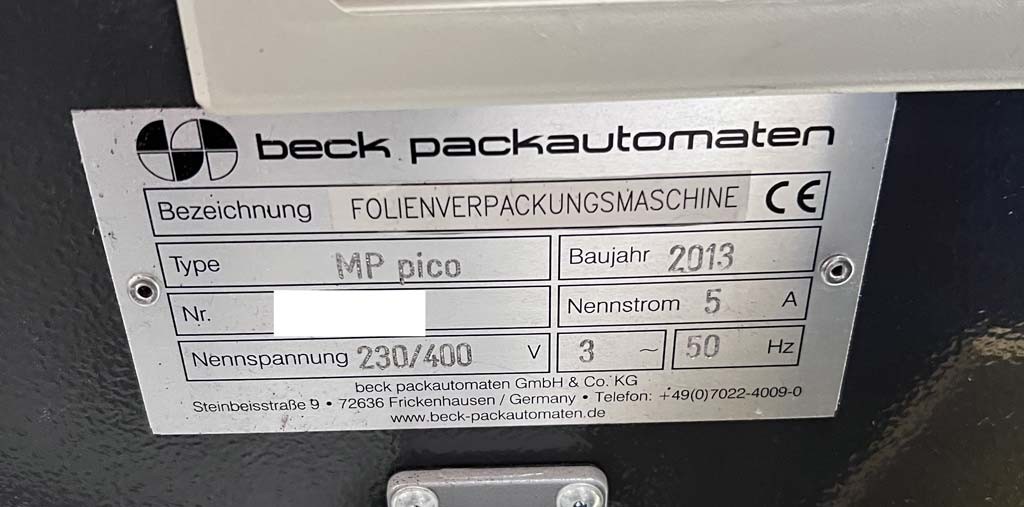 beck packautomaten
Bezeichnung FOLIENVERPACKUNGSMASCHINE CE
Type MP pico Baujahr 2013
Nr. Nennstrom 5 A
Nennspannung 230/400 V 3 ~ 50 Hz
beck packautomaten GmbH & Co. KG
Steinbeisstraße 9 • 72636 Frickenhausen / Germany • Telefon: +49(0)7022-4009-0
www.beck-packautomaten.de